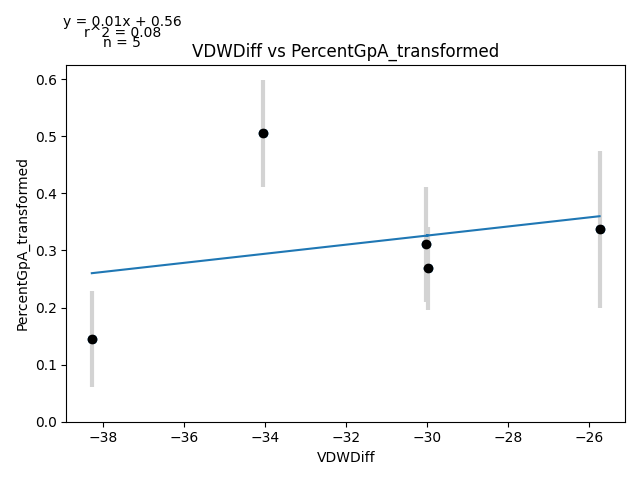 y = 0.01x + 0.56
r^2 = 0.08
n = 5
VDWDiff vs PercentGpA_transformed
0.6
0.5
0.4
0.3
0.2
0.1
0.0
PercentGpA_transformed
−38 −36 −34 −32 −30 −28 −26
VDWDiff